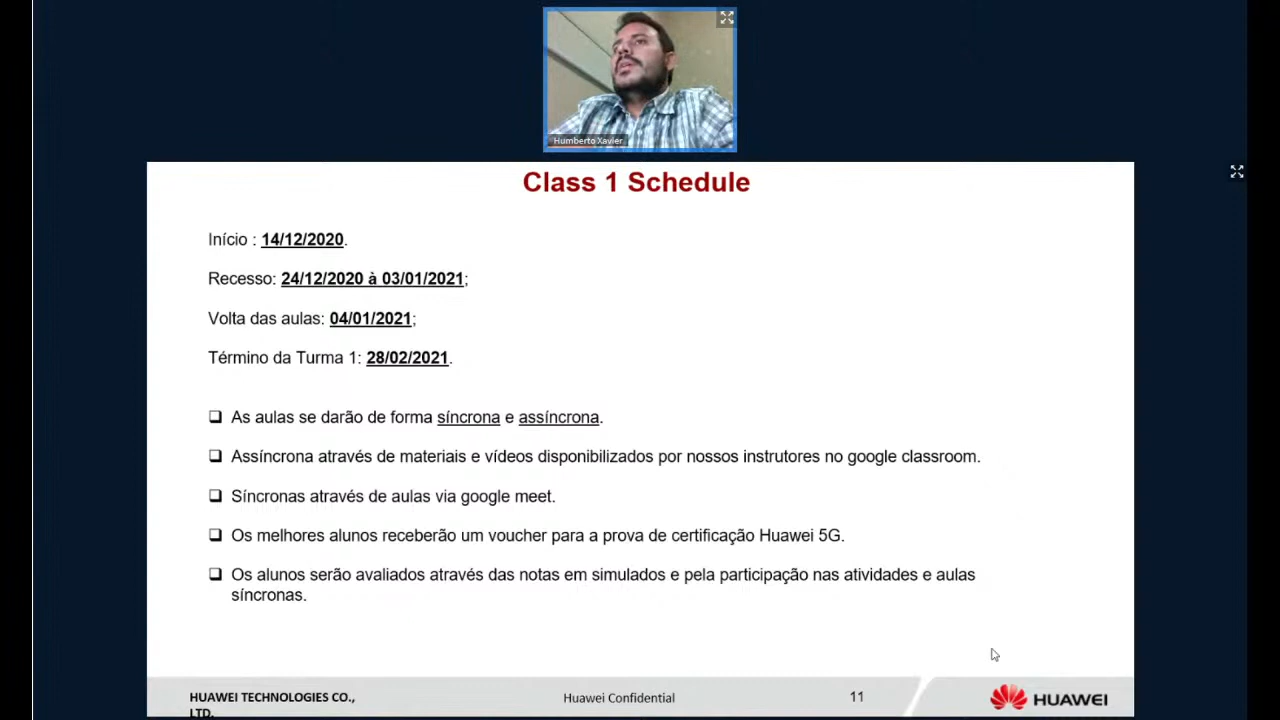 Humberto Xavier
Class 1 Schedule
Início : 14/12/2020.
Recesso: 24/12/2020 à 03/01/2021;
Volta das aulas: 04/01/2021;
Término da Turma 1: 28/02/2021.
As aulas se darão de forma síncrona e assíncrona.
Assíncrona através de materiais e vídeos disponibilizados por nossos instrutores no google classroom.
Síncronas através de aulas via google meet.
Os melhores alunos receberão um voucher para a prova de certificação Huawei 5G.
Os alunos serão avaliados através das notas em simulados e pela participação nas atividades e aulas
síncronas.
HUAWEI TECHNOLOGIES CO.,
LTD.
Huawei Confidential
11
HUAWEI